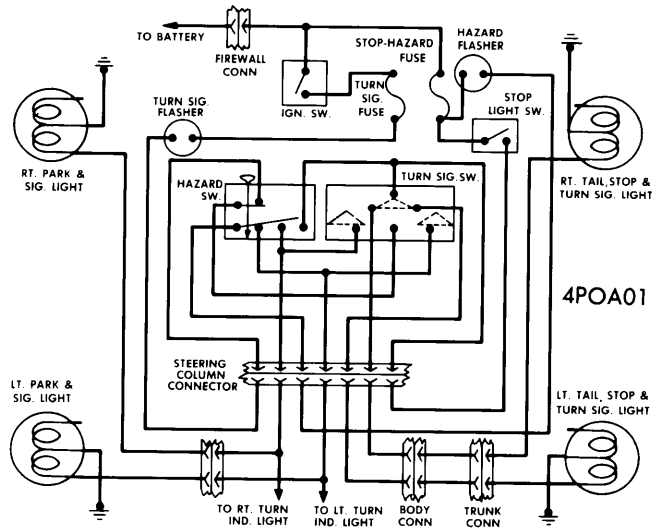 TO BATTERY
FIREWALL
CONN
STOP-HAZARD
FUSE
HAZARD
FLASHER
TURN SIG.
FLASHER
IGN. SW.
TURN
SIG.
FUSE
STOP
LIGHT SW.
RT. PARK &
SIG. LIGHT
HAZARD
SW.
TURN SIG.SW.
RT. TAIL,STOP &
TURN SIG. LIGHT
4POA01
STEERING
COLUMN
CONNECTOR
LT. PARK &
SIG. LIGHT
LT. TAIL, STOP &
TURN SIG. LIGHT
TO RT. TURN
IND. LIGHT
TO LT. TURN
IND. LIGHT
BODY
CONN
TRUNK
CONN